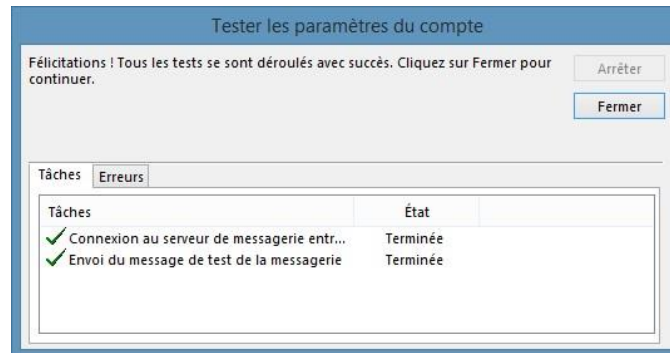 Tester les paramètres du compte
Félicitations ! Tous les tests se sont déroulés avec succès. Cliquez sur Fermer pour
continuer.
Arrêter
Fermer
Tâches
Erreurs
Tâches État
Connexion au serveur de messagerie entr... Terminée
Envoi du message de test de la messagerie Terminée